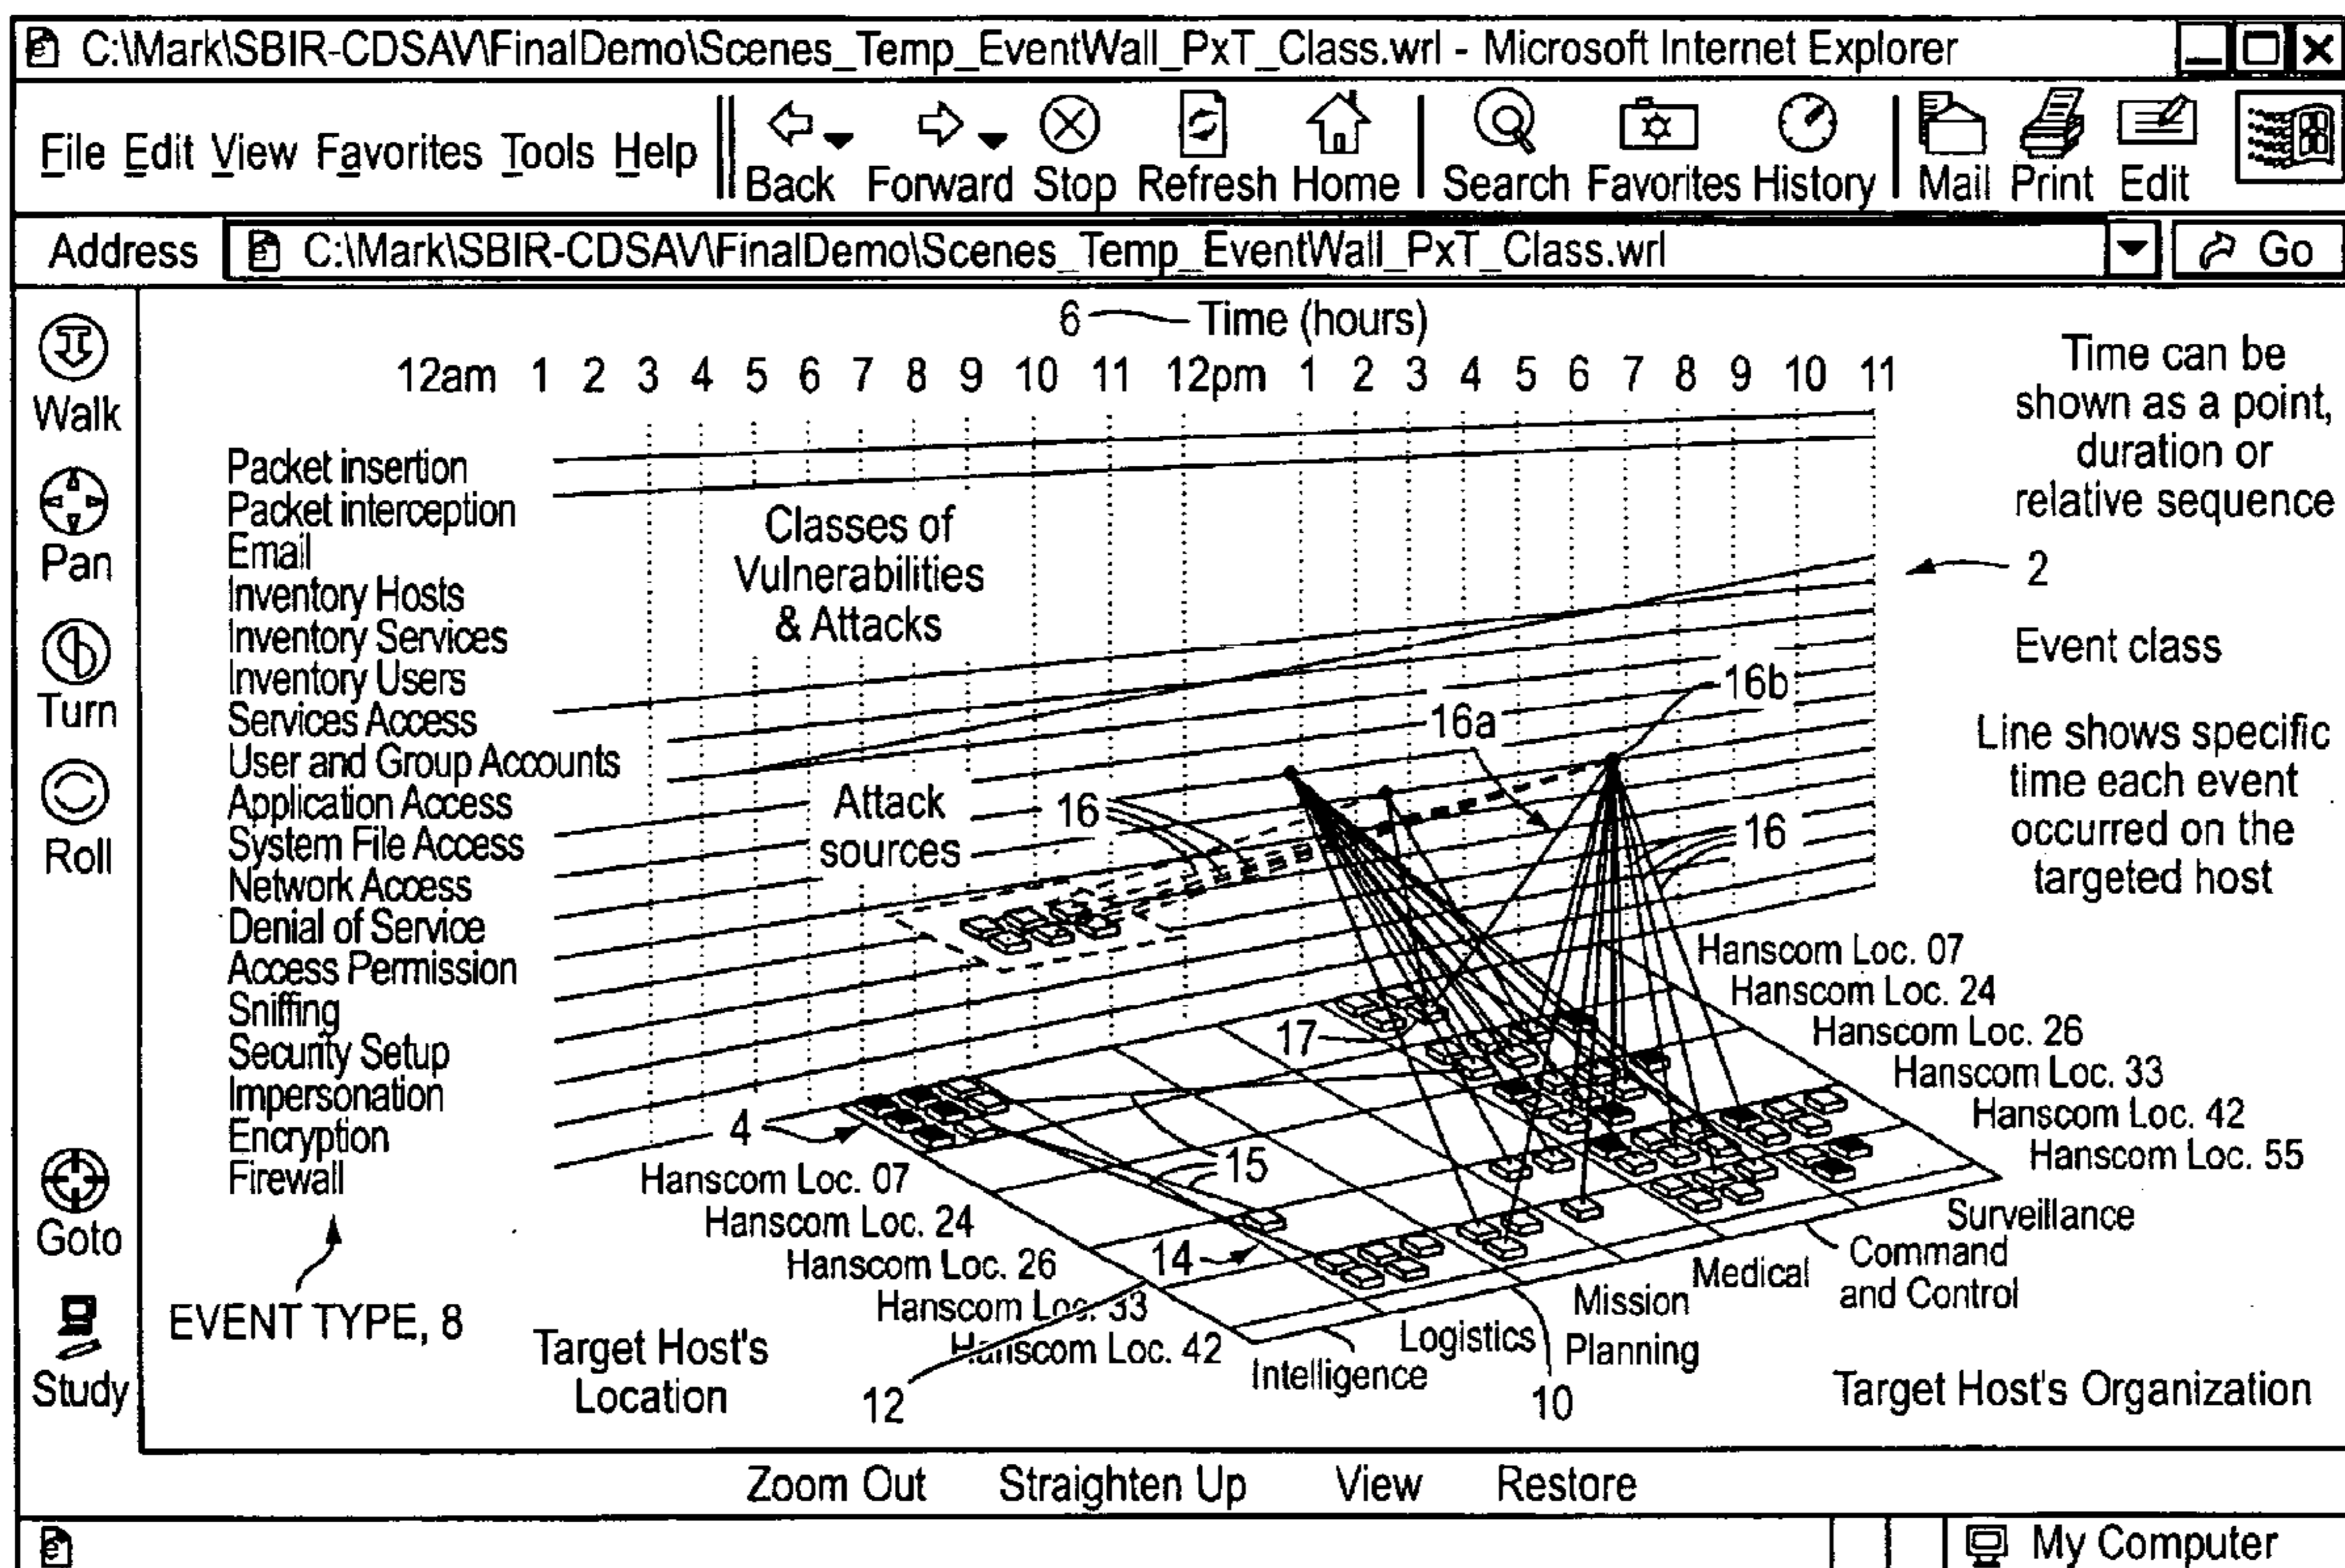 C:\Mark\SBIR-CDSAV\FinalDemo\Scenes_Temp_EventWall_PxT_Class.wrl - Microsoft Internet Explorer
File Edit View Favorites Tools Help
Back Forward Stop Refresh Home Search Favorites History Mail Print Edit
Address C:\Mark\SBIR-CDSAV\FinalDemo\Scenes_Temp_EventWall_PxT_Class.wrl Go
Walk
Pan
Turn
Roll
Goto
Study
6 Time (hours)
12am 1 2 3 4 5 6 7 8 9 10 11 12pm 1 2 3 4 5 6 7 8 9 10 11
Time can be
shown as a point,
duration or
relative sequence
2
Event class
Line shows specific
time each event
occurred on the
targeted host
Packet insertion
Packet interception
Email
Inventory Hosts
Inventory Services
Inventory Users
Services Access
User and Group Accounts
Application Access
System File Access
Network Access
Denial of Service
Access Permission
Sniffing
Security Setup
Impersonation
Encryption
Firewall
EVENT TYPE, 8
Classes of
Vulnerabilities
& Attacks
Attack
sources
16
16a
16b
16
17
4
15
14
Hanscom Loc. 07
Hanscom Loc. 24
Hanscom Loc. 26
Hanscom Loc. 33
Hanscom Loc. 42
Hanscom Loc. 55
Hanscom Loc. 07
Hanscom Loc. 24
Hanscom Loc. 26
Hanscom Loc. 33
Hanscom Loc. 42
Target Host's
Location
12
Intelligence
Logistics
Mission
Planning
Medical
Command
and Control
Surveillance
10
Target Host's Organization
Zoom Out Straighten Up View Restore
My Computer